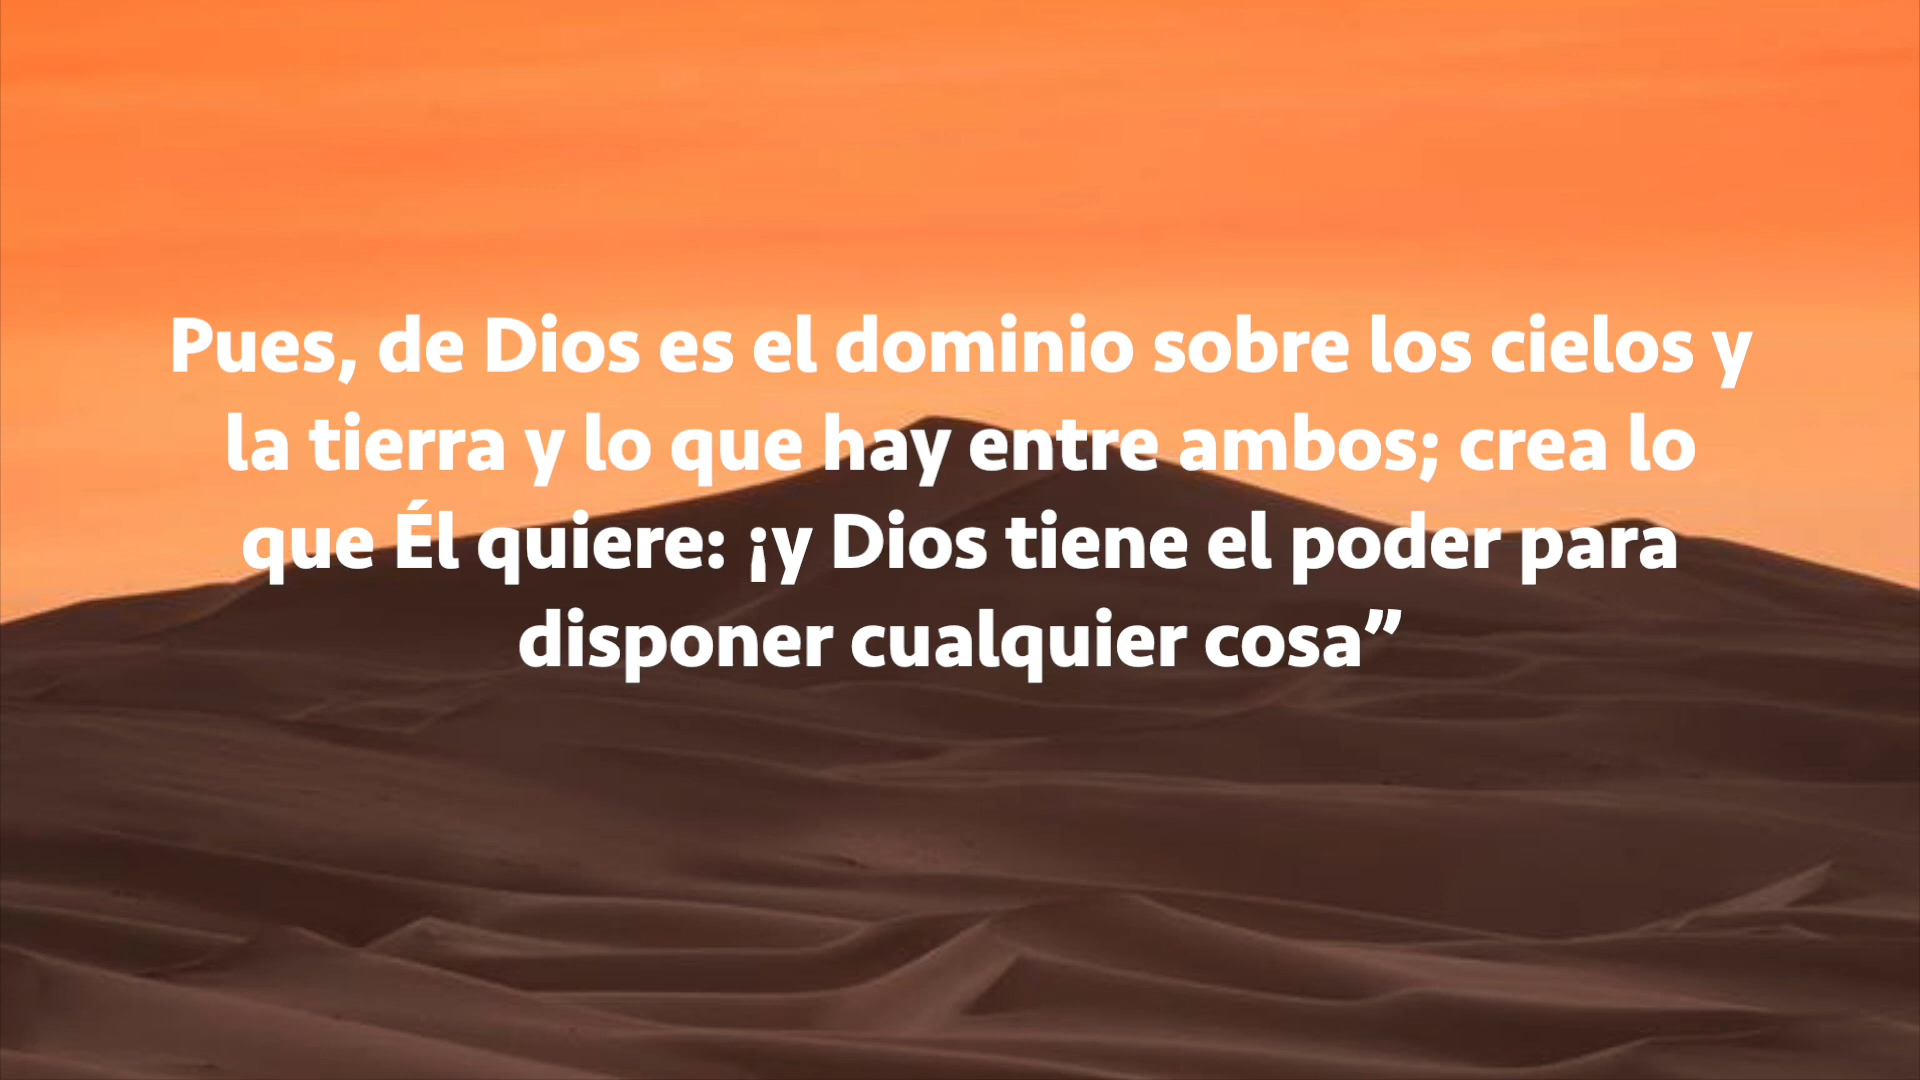 Pues, de Dios es el dominio sobre los cielos y
la tierra y lo que hay entre ambos; crea lo
que Él quiere: ¡y Dios tiene el poder para
disponer cualquier cosa”